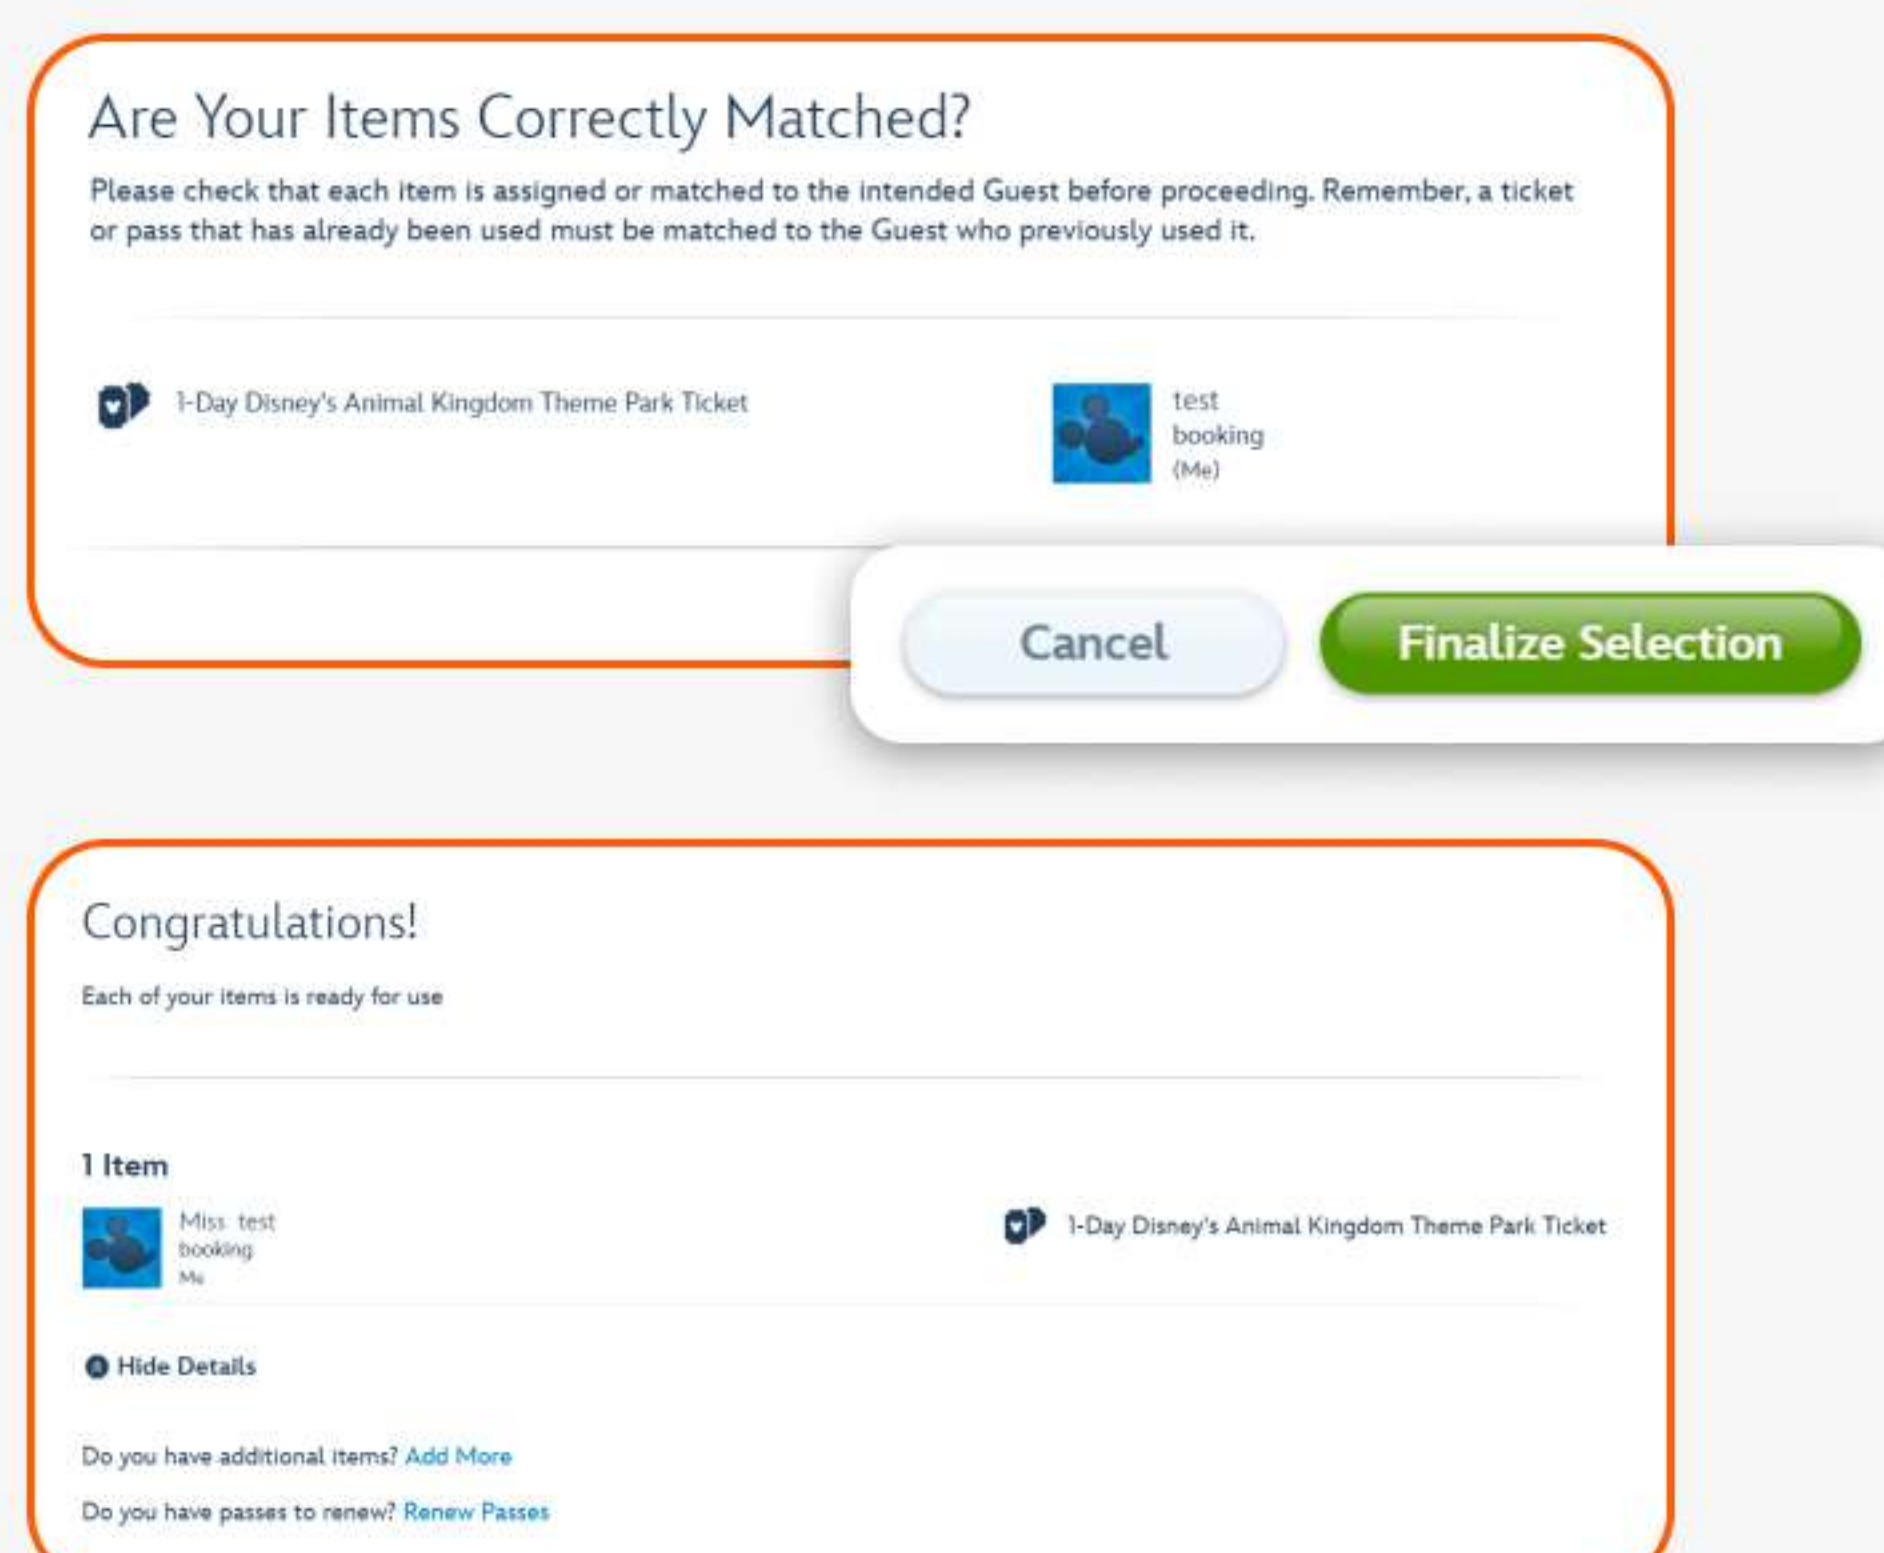 Are Your Items Correctly Matched?
Please check that each item is assigned or matched to the intended Guest before proceeding. Remember, a ticket
or pass that has already been used must be matched to the Guest who previously used it.
1-Day Disney's Animal Kingdom Theme Park Ticket
test
booking
(Me)
Cancel
Finalize Selection
Congratulations!
Each of your items is ready for use
1 Item
Miss test
booking
Me
1-Day Disney's Animal Kingdom Theme Park Ticket
Hide Details
Do you have additional items? Add More
Do you have passes to renew? Renew Passes